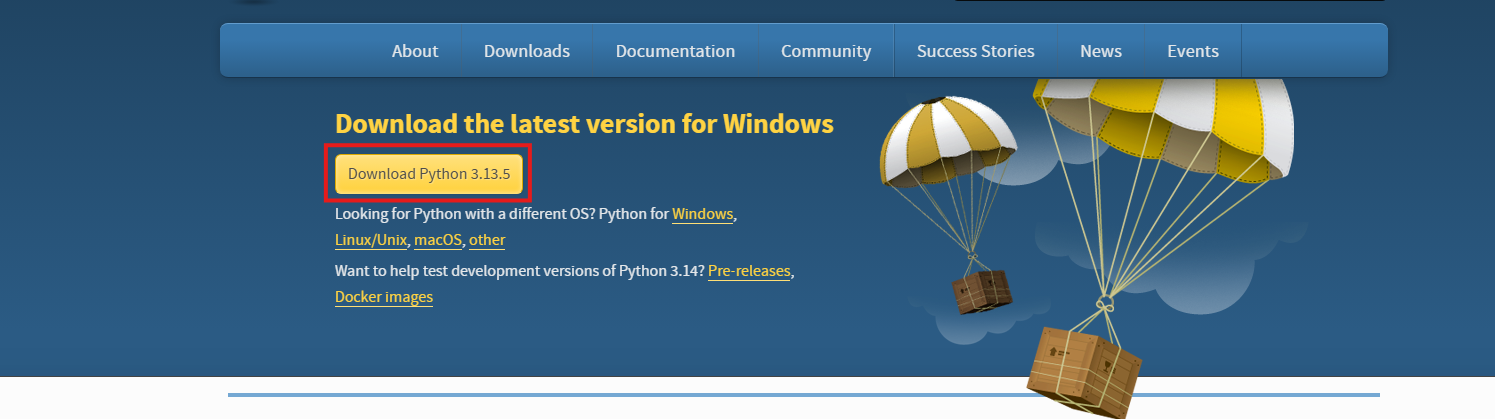 About Downloads Documentation Community Success Stories News Events
Download the latest version for Windows
Download Python 3.13.5
Looking for Python with a different OS? Python for Windows,
Linux/Unix, macOS, other
Want to help test development versions of Python 3.14? Pre-releases,
Docker images